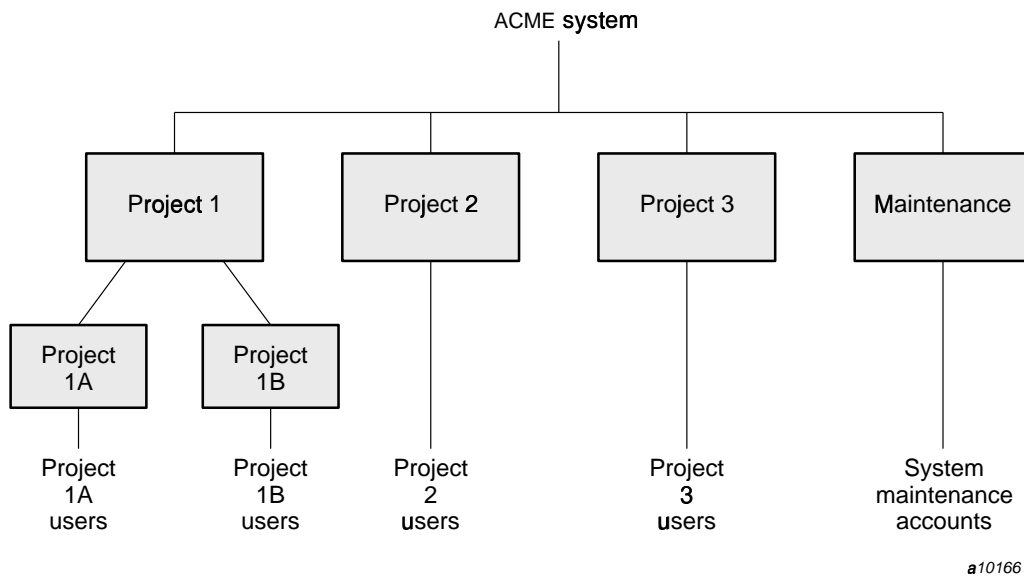 ACME system
Project 1
Project 2
Project 3
Maintenance
Project
1A
Project
1B
Project
1A
users
Project
1B
users
Project
2
users
Project
3
users
System
maintenance
accounts
a10166